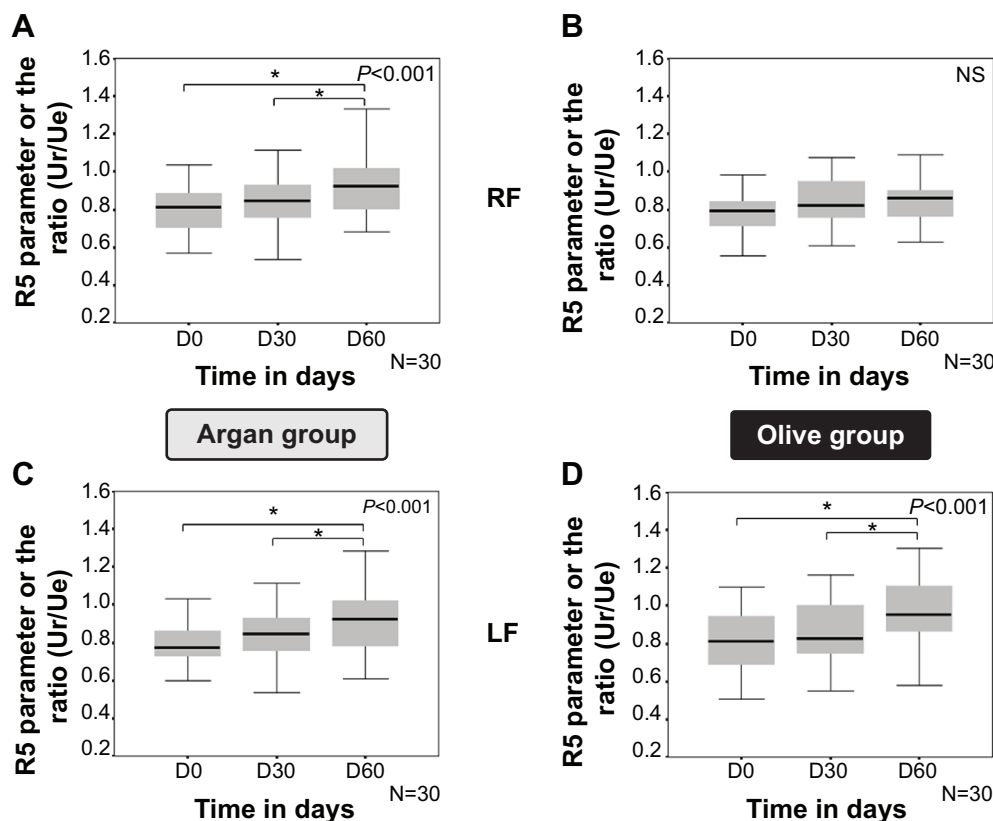 A
R5 parameter or the
ratio (Ur/Ue)
1.6
1.4
1.2
1.0
0.8
0.6
0.4
0.2
*
*
P<0.001
D0 D30 D60
N=30
Time in days
RF
B
R5 parameter or the
ratio (Ur/Ue)
1.6
1.4
1.2
1.0
0.8
0.6
0.4
0.2
NS
D0 D30 D60
N=30
Time in days
Argan group
Olive group
C
R5 parameter or the
ratio (Ur/Ue)
1.6
1.4
1.2
1.0
0.8
0.6
0.4
0.2
*
*
P<0.001
D0 D30 D60
N=30
Time in days
LF
D
R5 parameter or the
ratio (Ur/Ue)
1.6
1.4
1.2
1.0
0.8
0.6
0.4
0.2
*
*
P<0.001
D0 D30 D60
N=30
Time in days